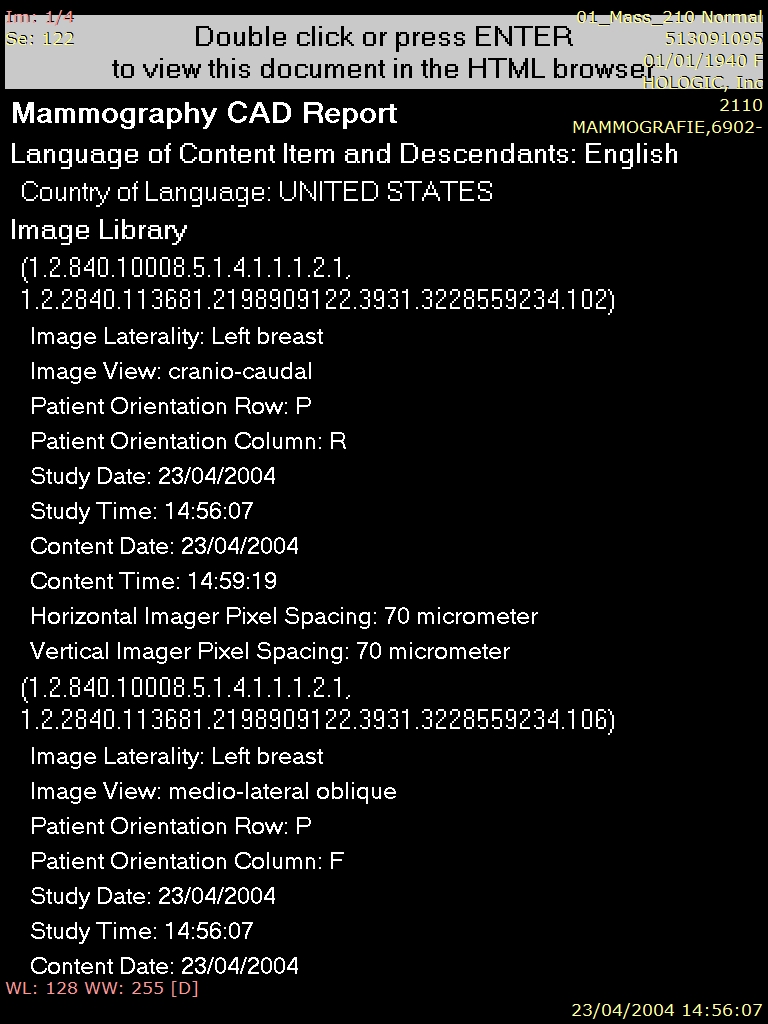 Im: 1/4
Se: 122
01_Mass_210 Normal
513091095
01/01/1940 F
HOLOGIC, Inc
2110
MAMMOGRAFIE,6902-
Double click or press ENTER
to view this document in the HTML browser
Mammography CAD Report
Language of Content Item and Descendants: English
Country of Language: UNITED STATES
Image Library
(1.2.840.10008.5.1.4.1.1.1.2.1,
1.2.2840.113681.2198909122.3931.3228559234.102)
Image Laterality: Left breast
Image View: cranio-caudal
Patient Orientation Row: P
Patient Orientation Column: R
Study Date: 23/04/2004
Study Time: 14:56:07
Content Date: 23/04/2004
Content Time: 14:59:19
Horizontal Imager Pixel Spacing: 70 micrometer
Vertical Imager Pixel Spacing: 70 micrometer
(1.2.840.10008.5.1.4.1.1.1.2.1,
1.2.2840.113681.2198909122.3931.3228559234.106)
Image Laterality: Left breast
Image View: medio-lateral oblique
Patient Orientation Row: P
Patient Orientation Column: F
Study Date: 23/04/2004
Study Time: 14:56:07
Content Date: 23/04/2004
WL: 128 WW: 255 [D]
23/04/2004 14:56:07